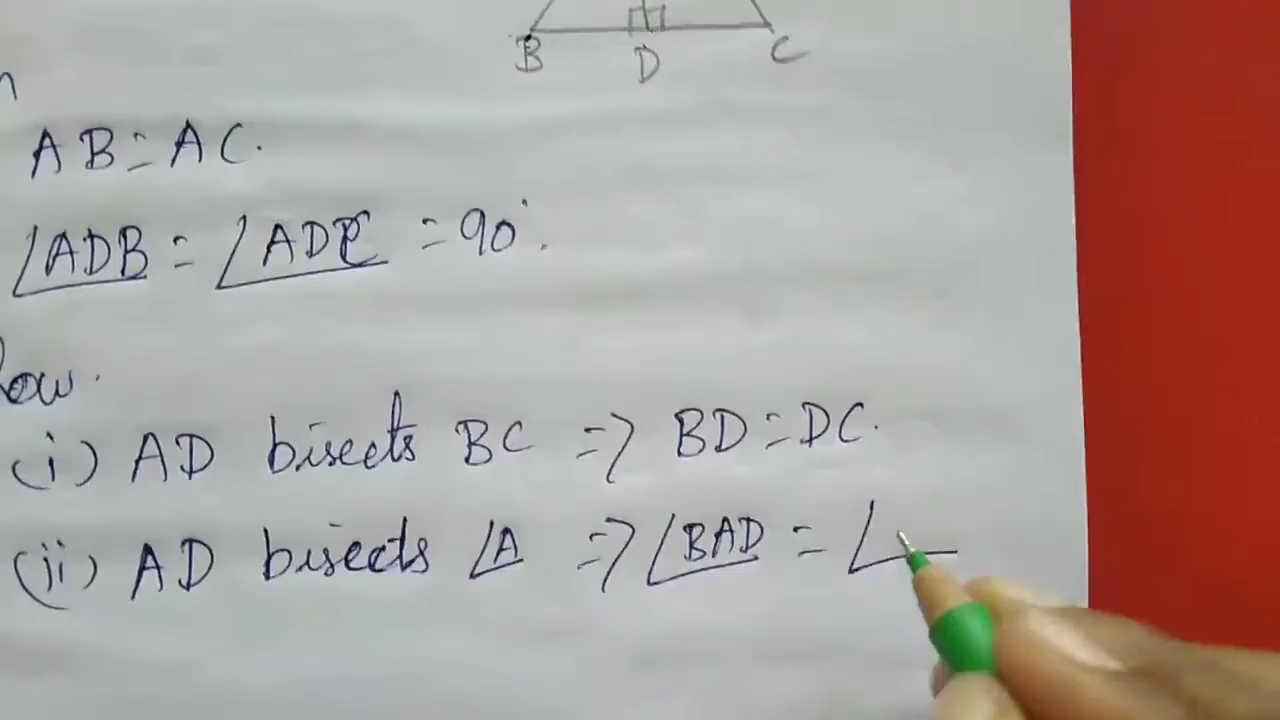 B D C
AB = AC.
∠ADB = ∠ADC = 90°.
(i) AD bisects BC => BD = DC.
(ii) AD bisects ∠A => ∠BAD = ∠